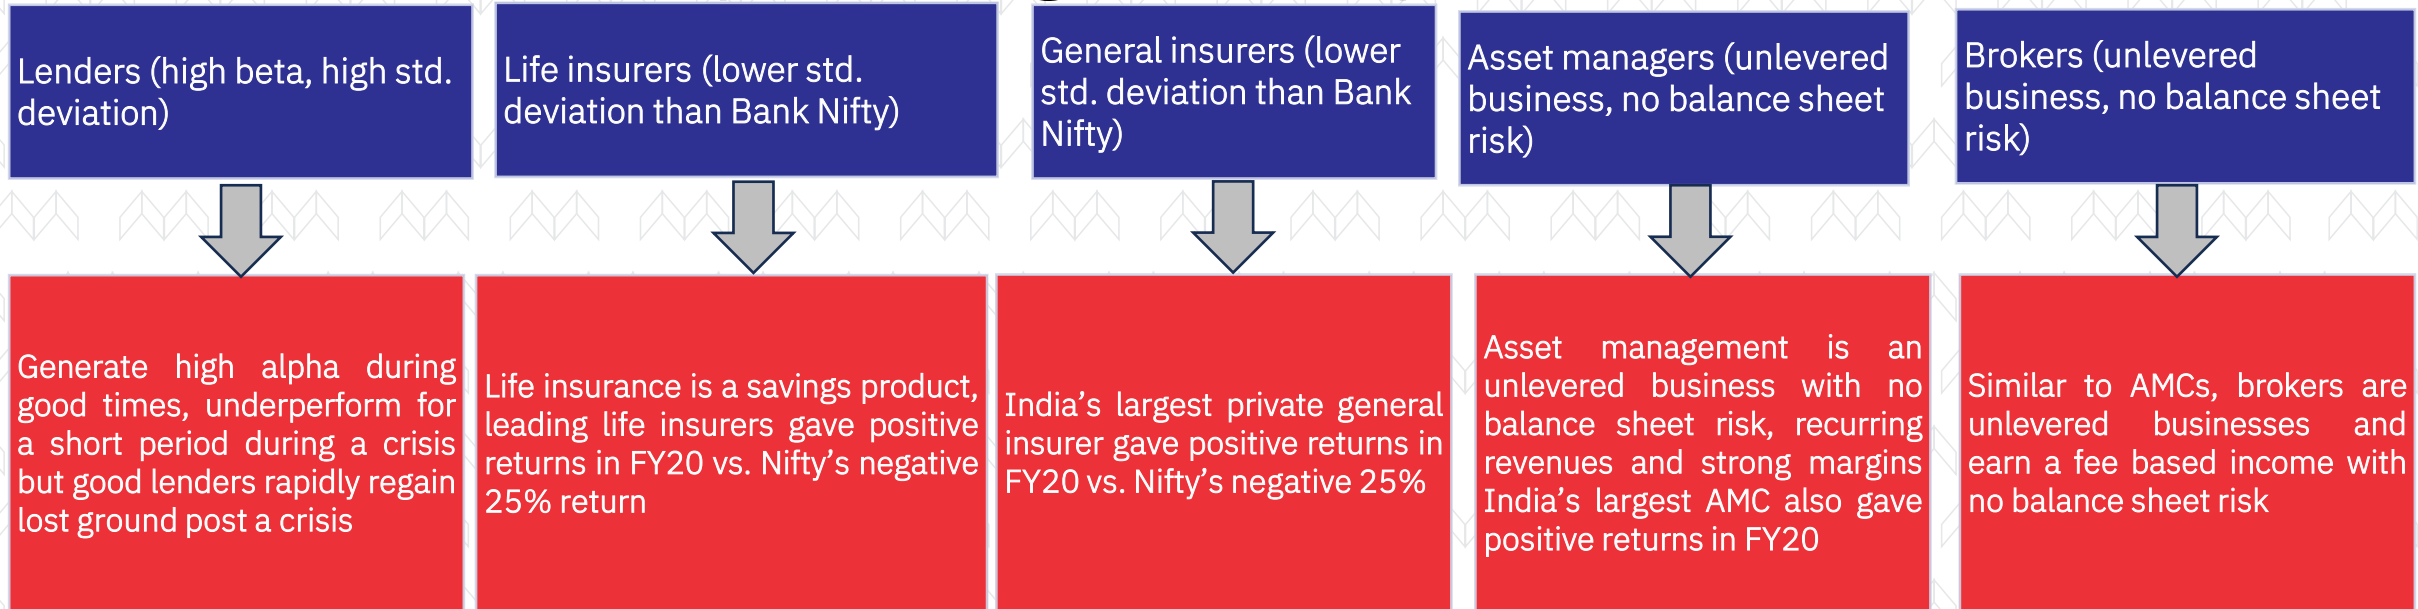 Lenders (high beta, high std.
deviation)
Life insurers (lower std.
deviation than Bank Nifty)
General insurers (lower
std. deviation than Bank
Nifty)
Asset managers (unlevered
business, no balance sheet
risk)
Brokers (unlevered
business, no balance sheet
risk)
Generate high alpha during
good times, underperform for
a short period during a crisis
but good lenders rapidly regain
lost ground post a crisis
Life insurance is a savings product,
leading life insurers gave positive
returns in FY20 vs. Nifty’s negative
25% return
India’s largest private general
insurer gave positive returns in
FY20 vs. Nifty’s negative 25%
Asset management is an
unlevered business with no
balance sheet risk, recurring
revenues and strong margins
India’s largest AMC also gave
positive returns in FY20
Similar to AMCs, brokers are
unlevered businesses and
earn a fee based income with
no balance sheet risk